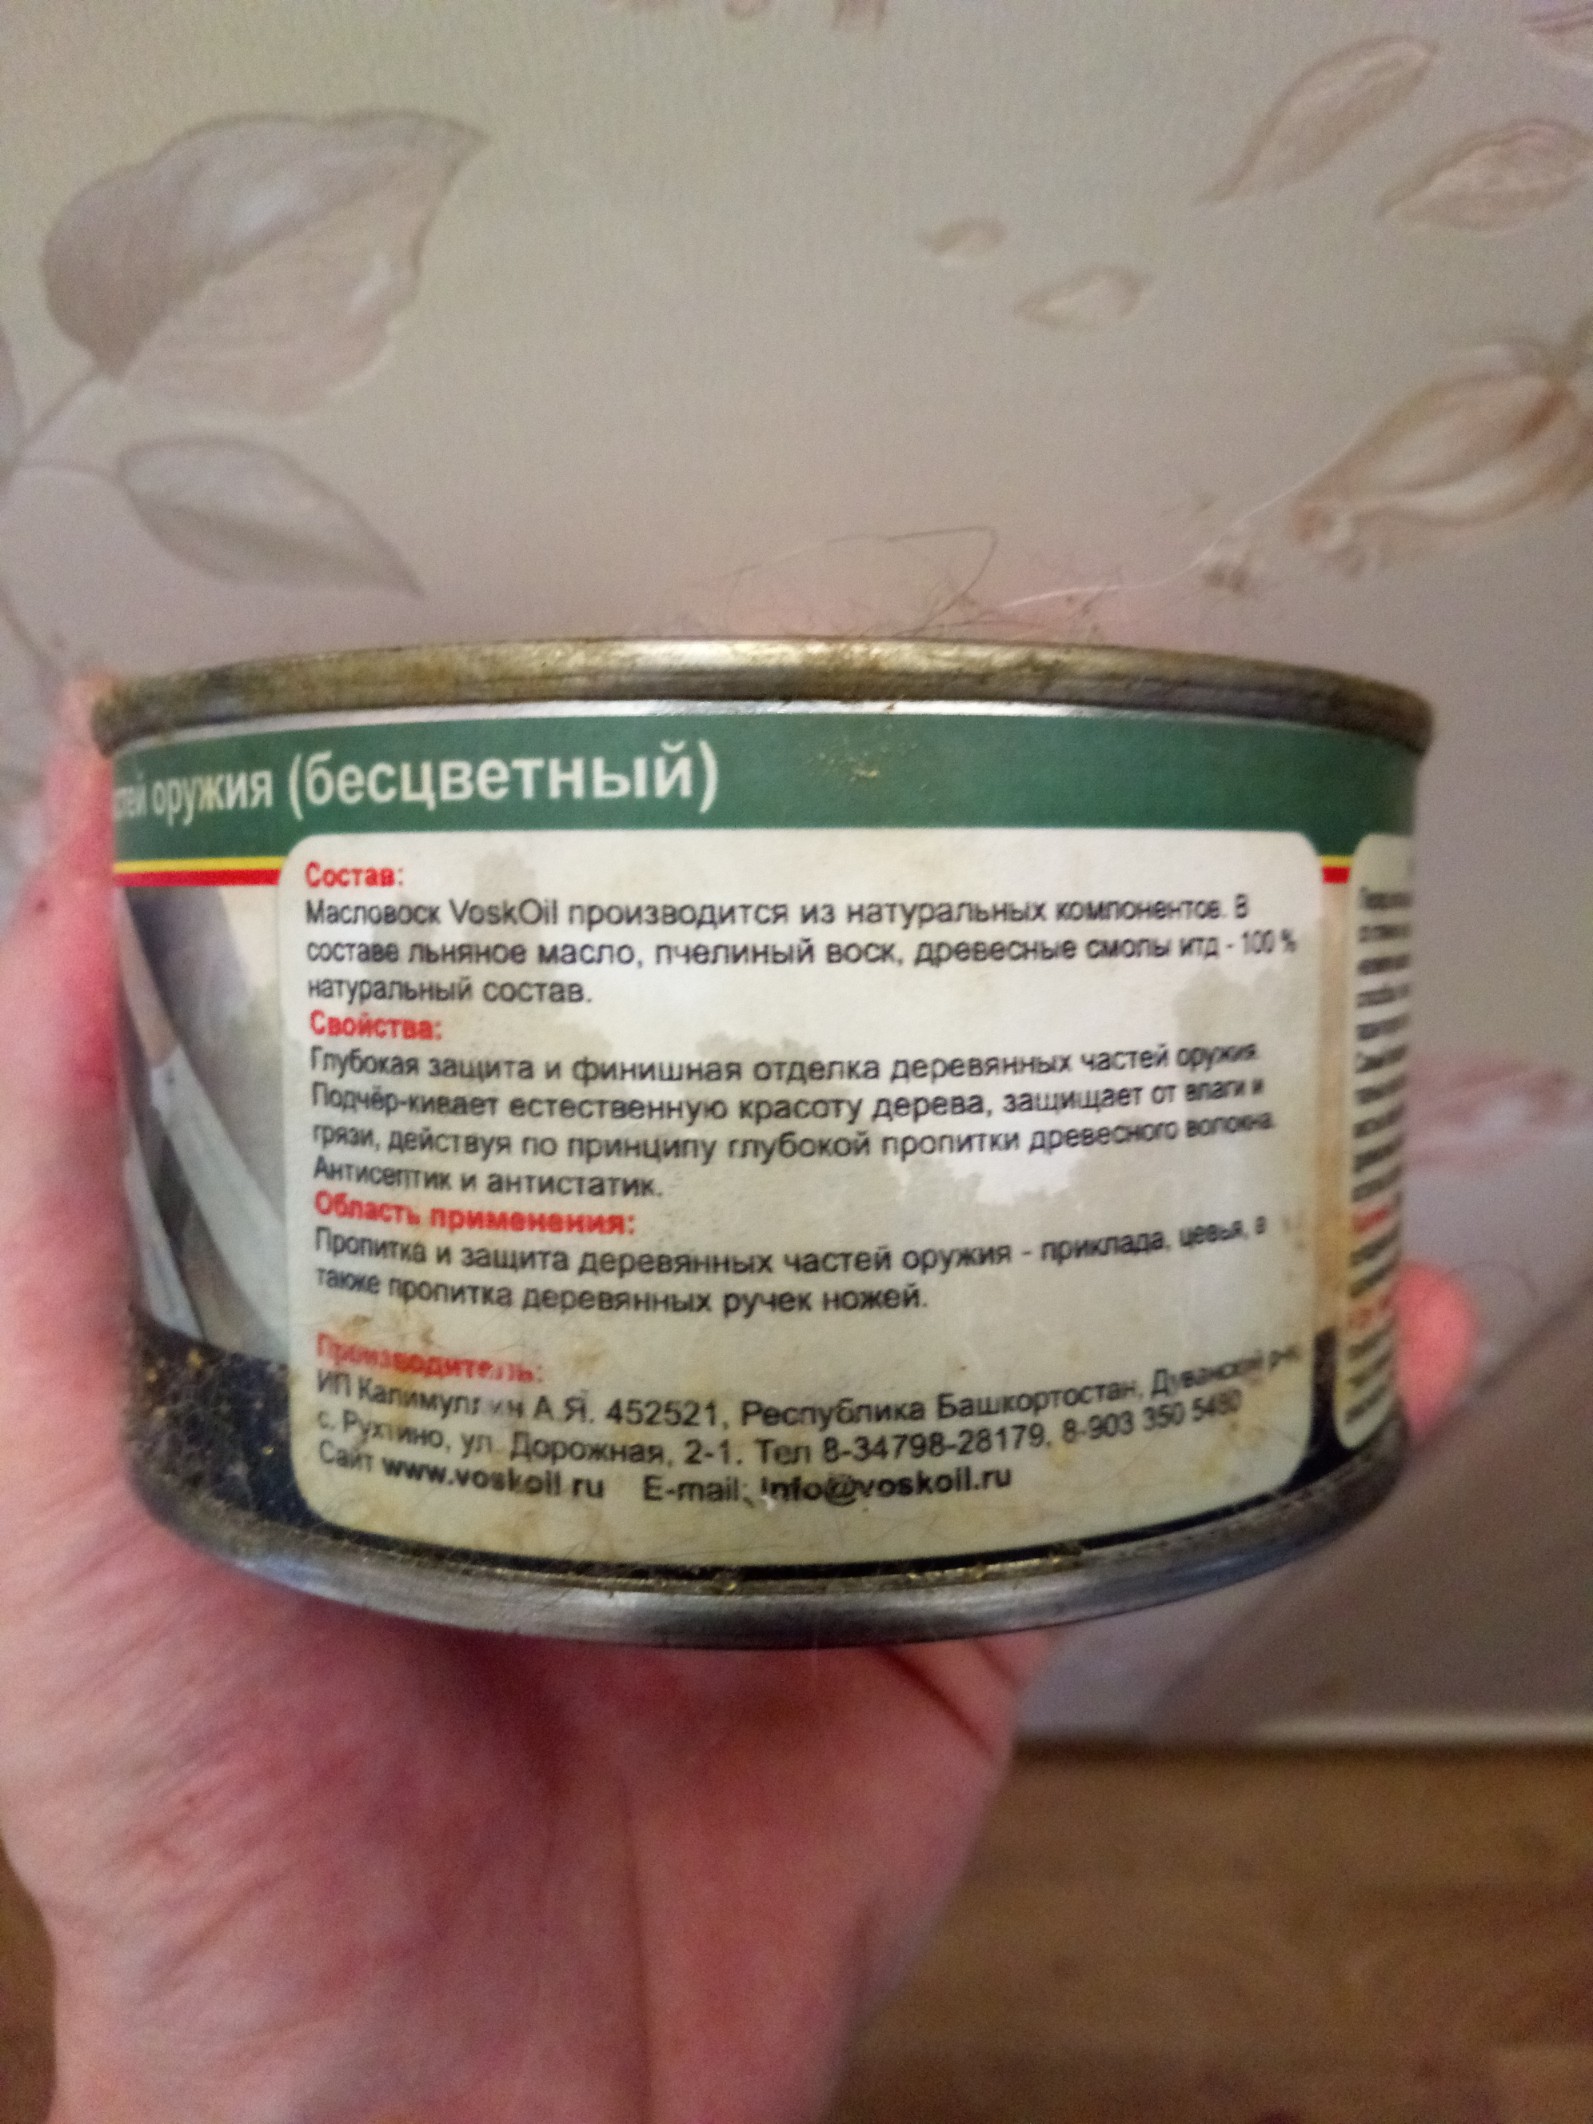 оружия (бесцветный)
Состав:
Масловоск VoskOil производится из натуральных компонентов. В
составе льняное масло, пчелиный воск, древесные смолы итд - 100 %
натуральный состав.
Свойства:
Глубокая защита и финишная отделка деревянных частей оружия.
Подчёр-кивает естественную красоту дерева, защищает от влаги и
грязи, действуя по принципу глубокой пропитки древесного волокна.
Антисептик и антистатик.
Область применения:
Пропитка и защита деревянных частей оружия - приклада, цевья, а
также пропитка деревянных ручек ножей.
Производитель:
ИП Калимуллин А.Я. 452521, Республика Башкортостан, Дуванский р-н,
с. Рухтино, ул. Дорожная, 2-1. Тел 8-34798-28179, 8-903 350 5480
Сайт www.voskoil.ru E-mail: Info@voskoil.ru